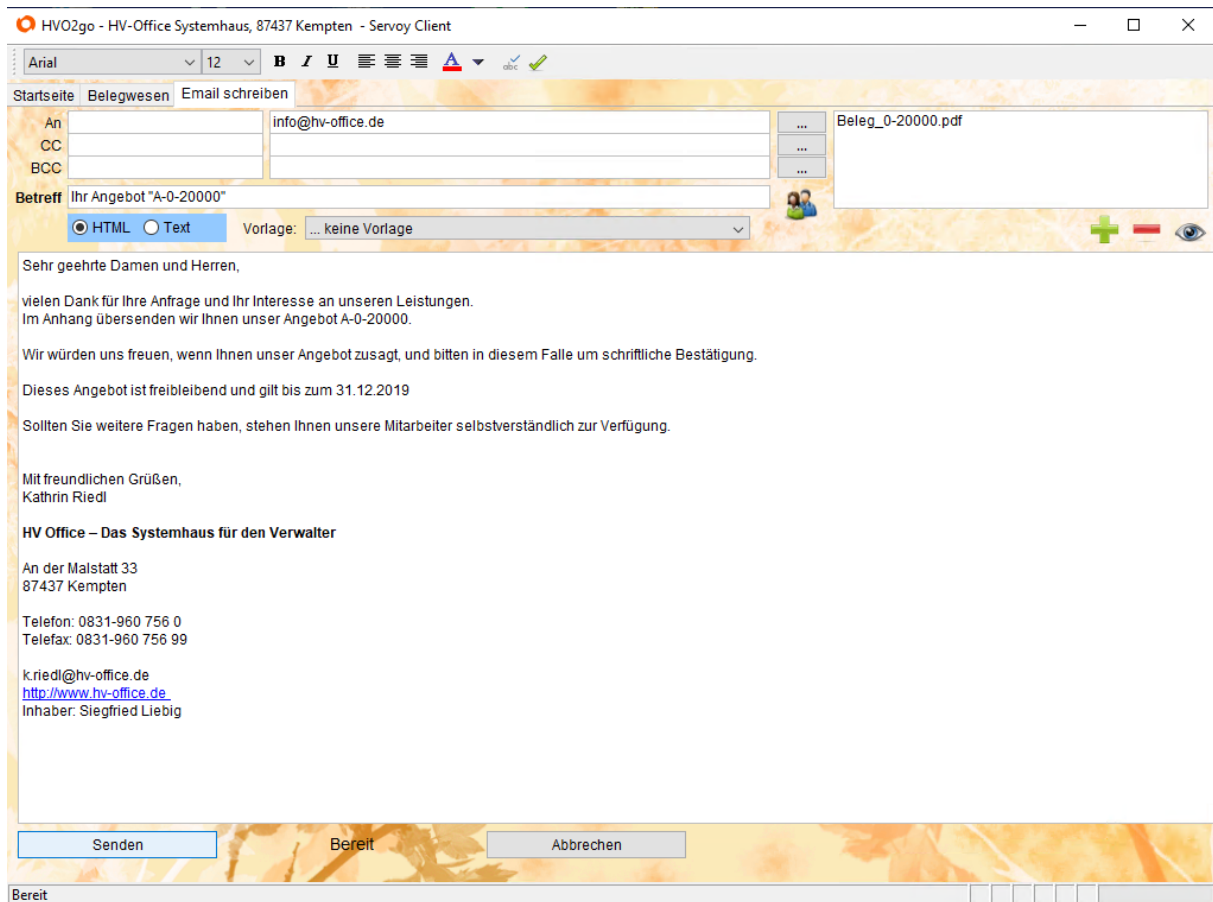 HVO2go - HV-Office Systemhaus, 87437 Kempten - Servoy Client
Arial 12 B I U A abc
Startseite Belegwesen Email schreiben
An info@hv-office.de ... Beleg_0-20000.pdf
CC ...
BCC ...
Betreff Ihr Angebot "A-0-20000"
HTML Text Vorlage: ... keine Vorlage
Sehr geehrte Damen und Herren,
vielen Dank für Ihre Anfrage und Ihr Interesse an unseren Leistungen.
Im Anhang übersenden wir Ihnen unser Angebot A-0-20000.
Wir würden uns freuen, wenn Ihnen unser Angebot zusagt, und bitten in diesem Falle um schriftliche Bestätigung.
Dieses Angebot ist freibleibend und gilt bis zum 31.12.2019
Sollten Sie weitere Fragen haben, stehen Ihnen unsere Mitarbeiter selbstverständlich zur Verfügung.
Mit freundlichen Grüßen,
Kathrin Riedl
HV Office – Das Systemhaus für den Verwalter
An der Malstatt 33
87437 Kempten
Telefon: 0831-960 756 0
Telefax: 0831-960 756 99
k.riedl@hv-office.de
http://www.hv-office.de
Inhaber: Siegfried Liebig
Senden Bereit Abbrechen
Bereit